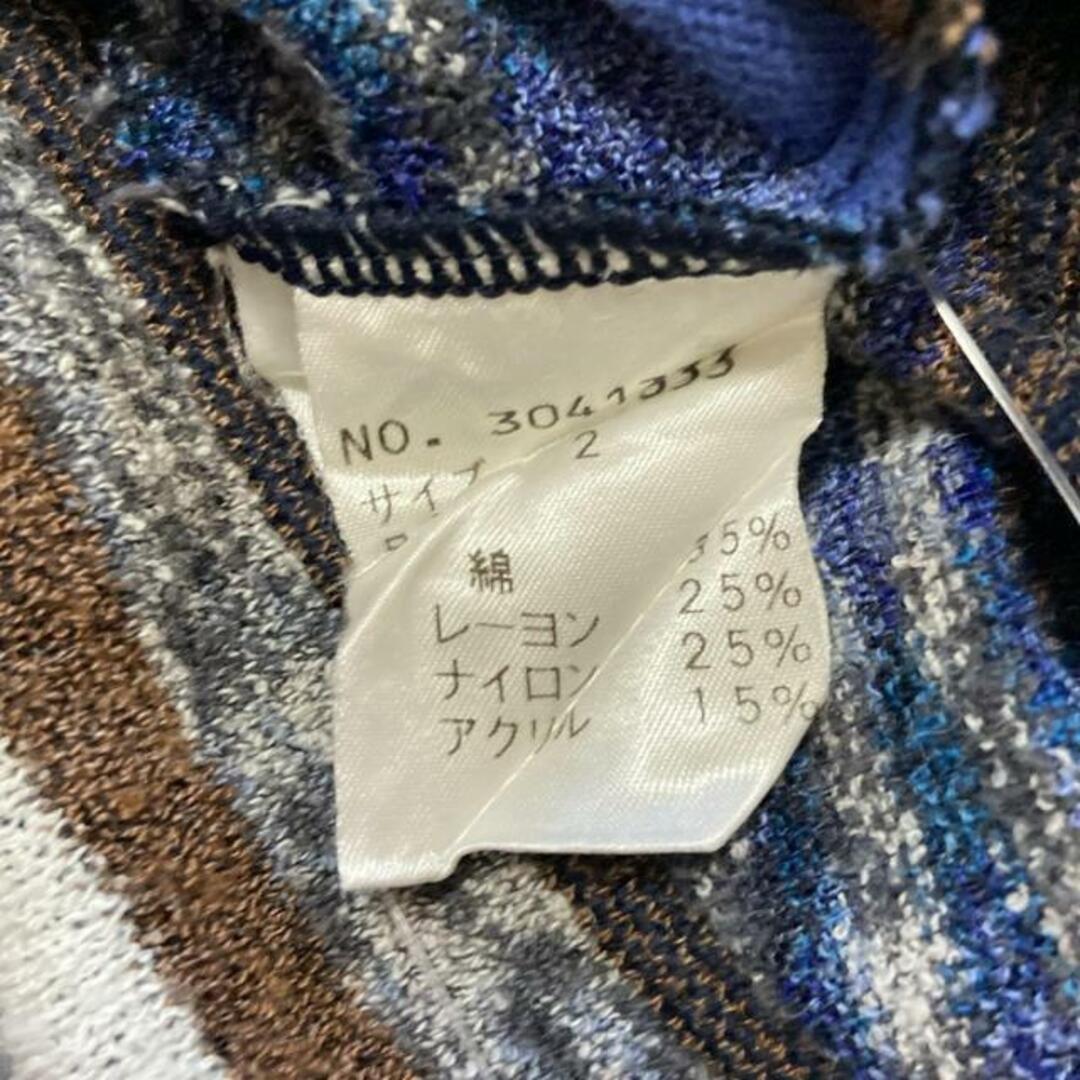 NO. 3041333
サイズ 2
綿 35%
レーヨン 25%
ナイロン 25%
アクリル 15%